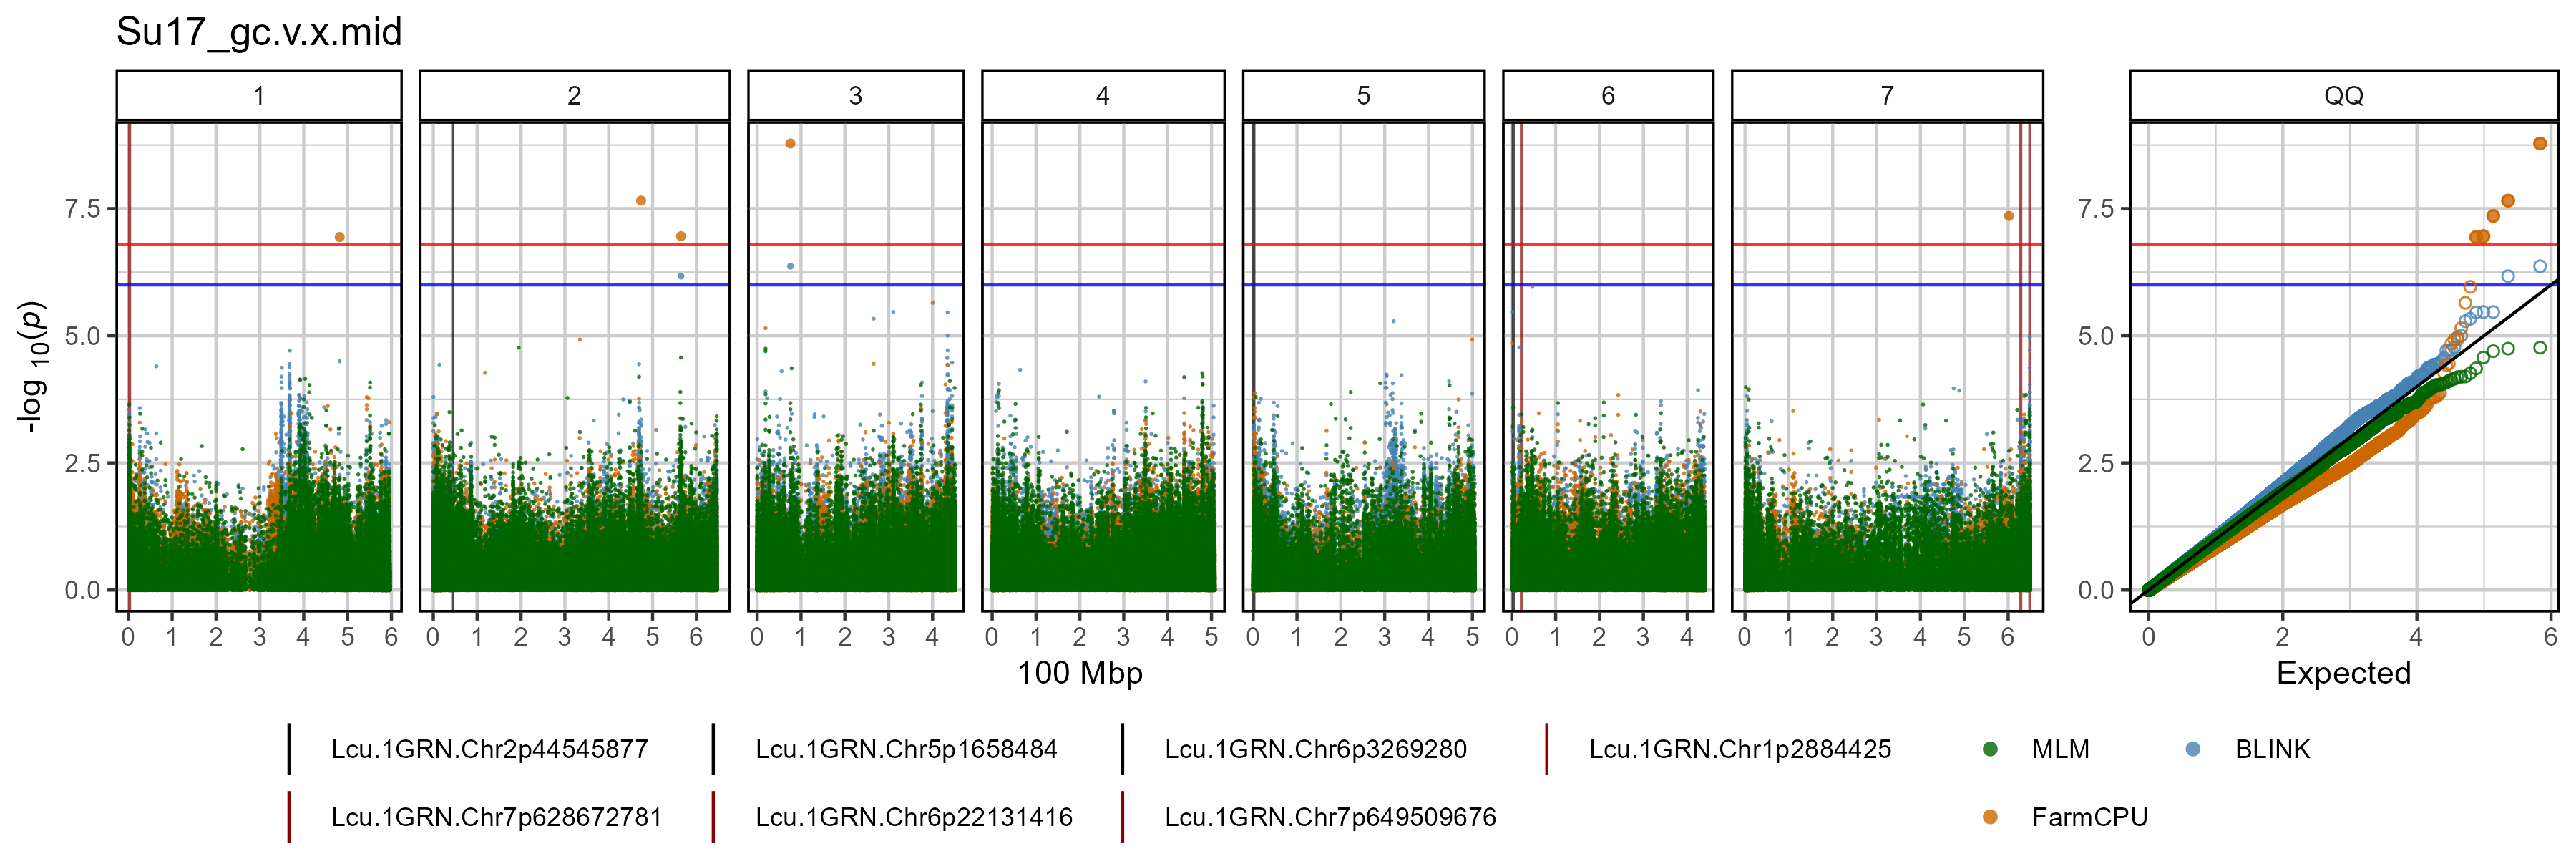 Su17_gc.v.x.mid
1 2 3 4 5 6 7 QQ
-log 10(p)
7.5
5.0
2.5
0.0
7.5
5.0
2.5
0.0
0 1 2 3 4 5 6 0 1 2 3 4 5 6 0 1 2 3 4 0 1 2 3 4 5 0 1 2 3 4 5 0 1 2 3 4 0 1 2 3 4 5 6 0 2 4 6
100 Mbp Expected
Lcu.1GRN.Chr2p44545877 Lcu.1GRN.Chr5p1658484 Lcu.1GRN.Chr6p3269280 Lcu.1GRN.Chr1p2884425 MLM BLINK
Lcu.1GRN.Chr7p628672781 Lcu.1GRN.Chr6p22131416 Lcu.1GRN.Chr7p649509676 FarmCPU